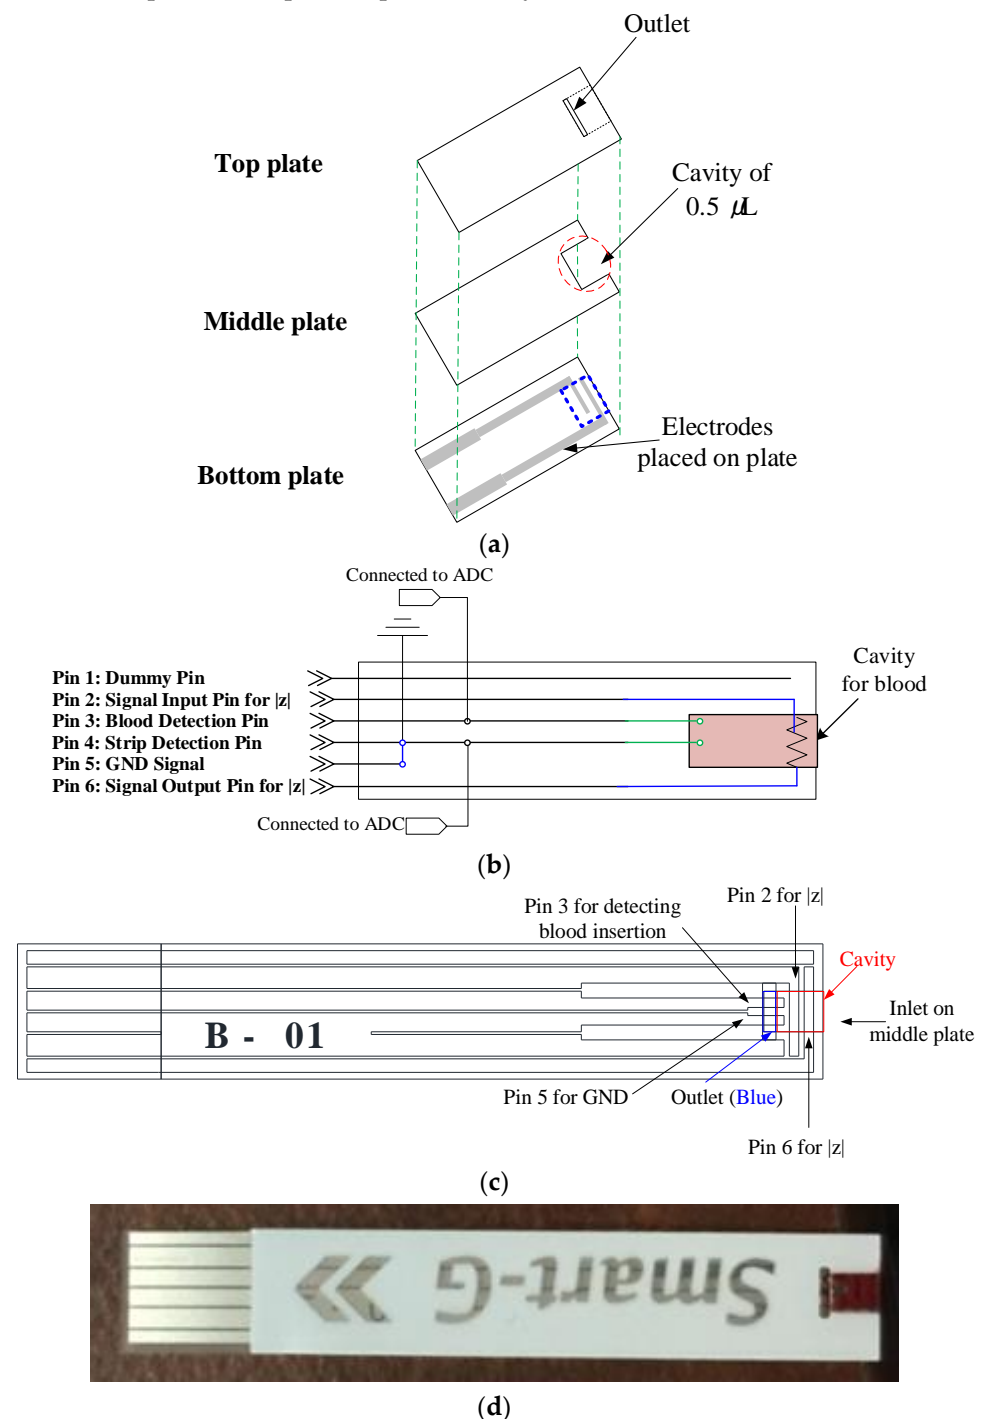 Outlet
Top plate
Cavity of
0.5 μL
Middle plate
Electrodes
placed on plate
Bottom plate
(a)
Connected to ADC
Pin 1: Dummy Pin
Pin 2: Signal Input Pin for |z|
Pin 3: Blood Detection Pin
Pin 4: Strip Detection Pin
Pin 5: GND Signal
Pin 6: Signal Output Pin for |z|
Cavity
for blood
Connected to ADC
(b)
Pin 2 for |z|
Pin 3 for detecting
blood insertion
Cavity
Inlet on
middle plate
B - 01
Pin 5 for GND
Outlet (Blue)
Pin 6 for |z|
(c)
Smart-G
(d)